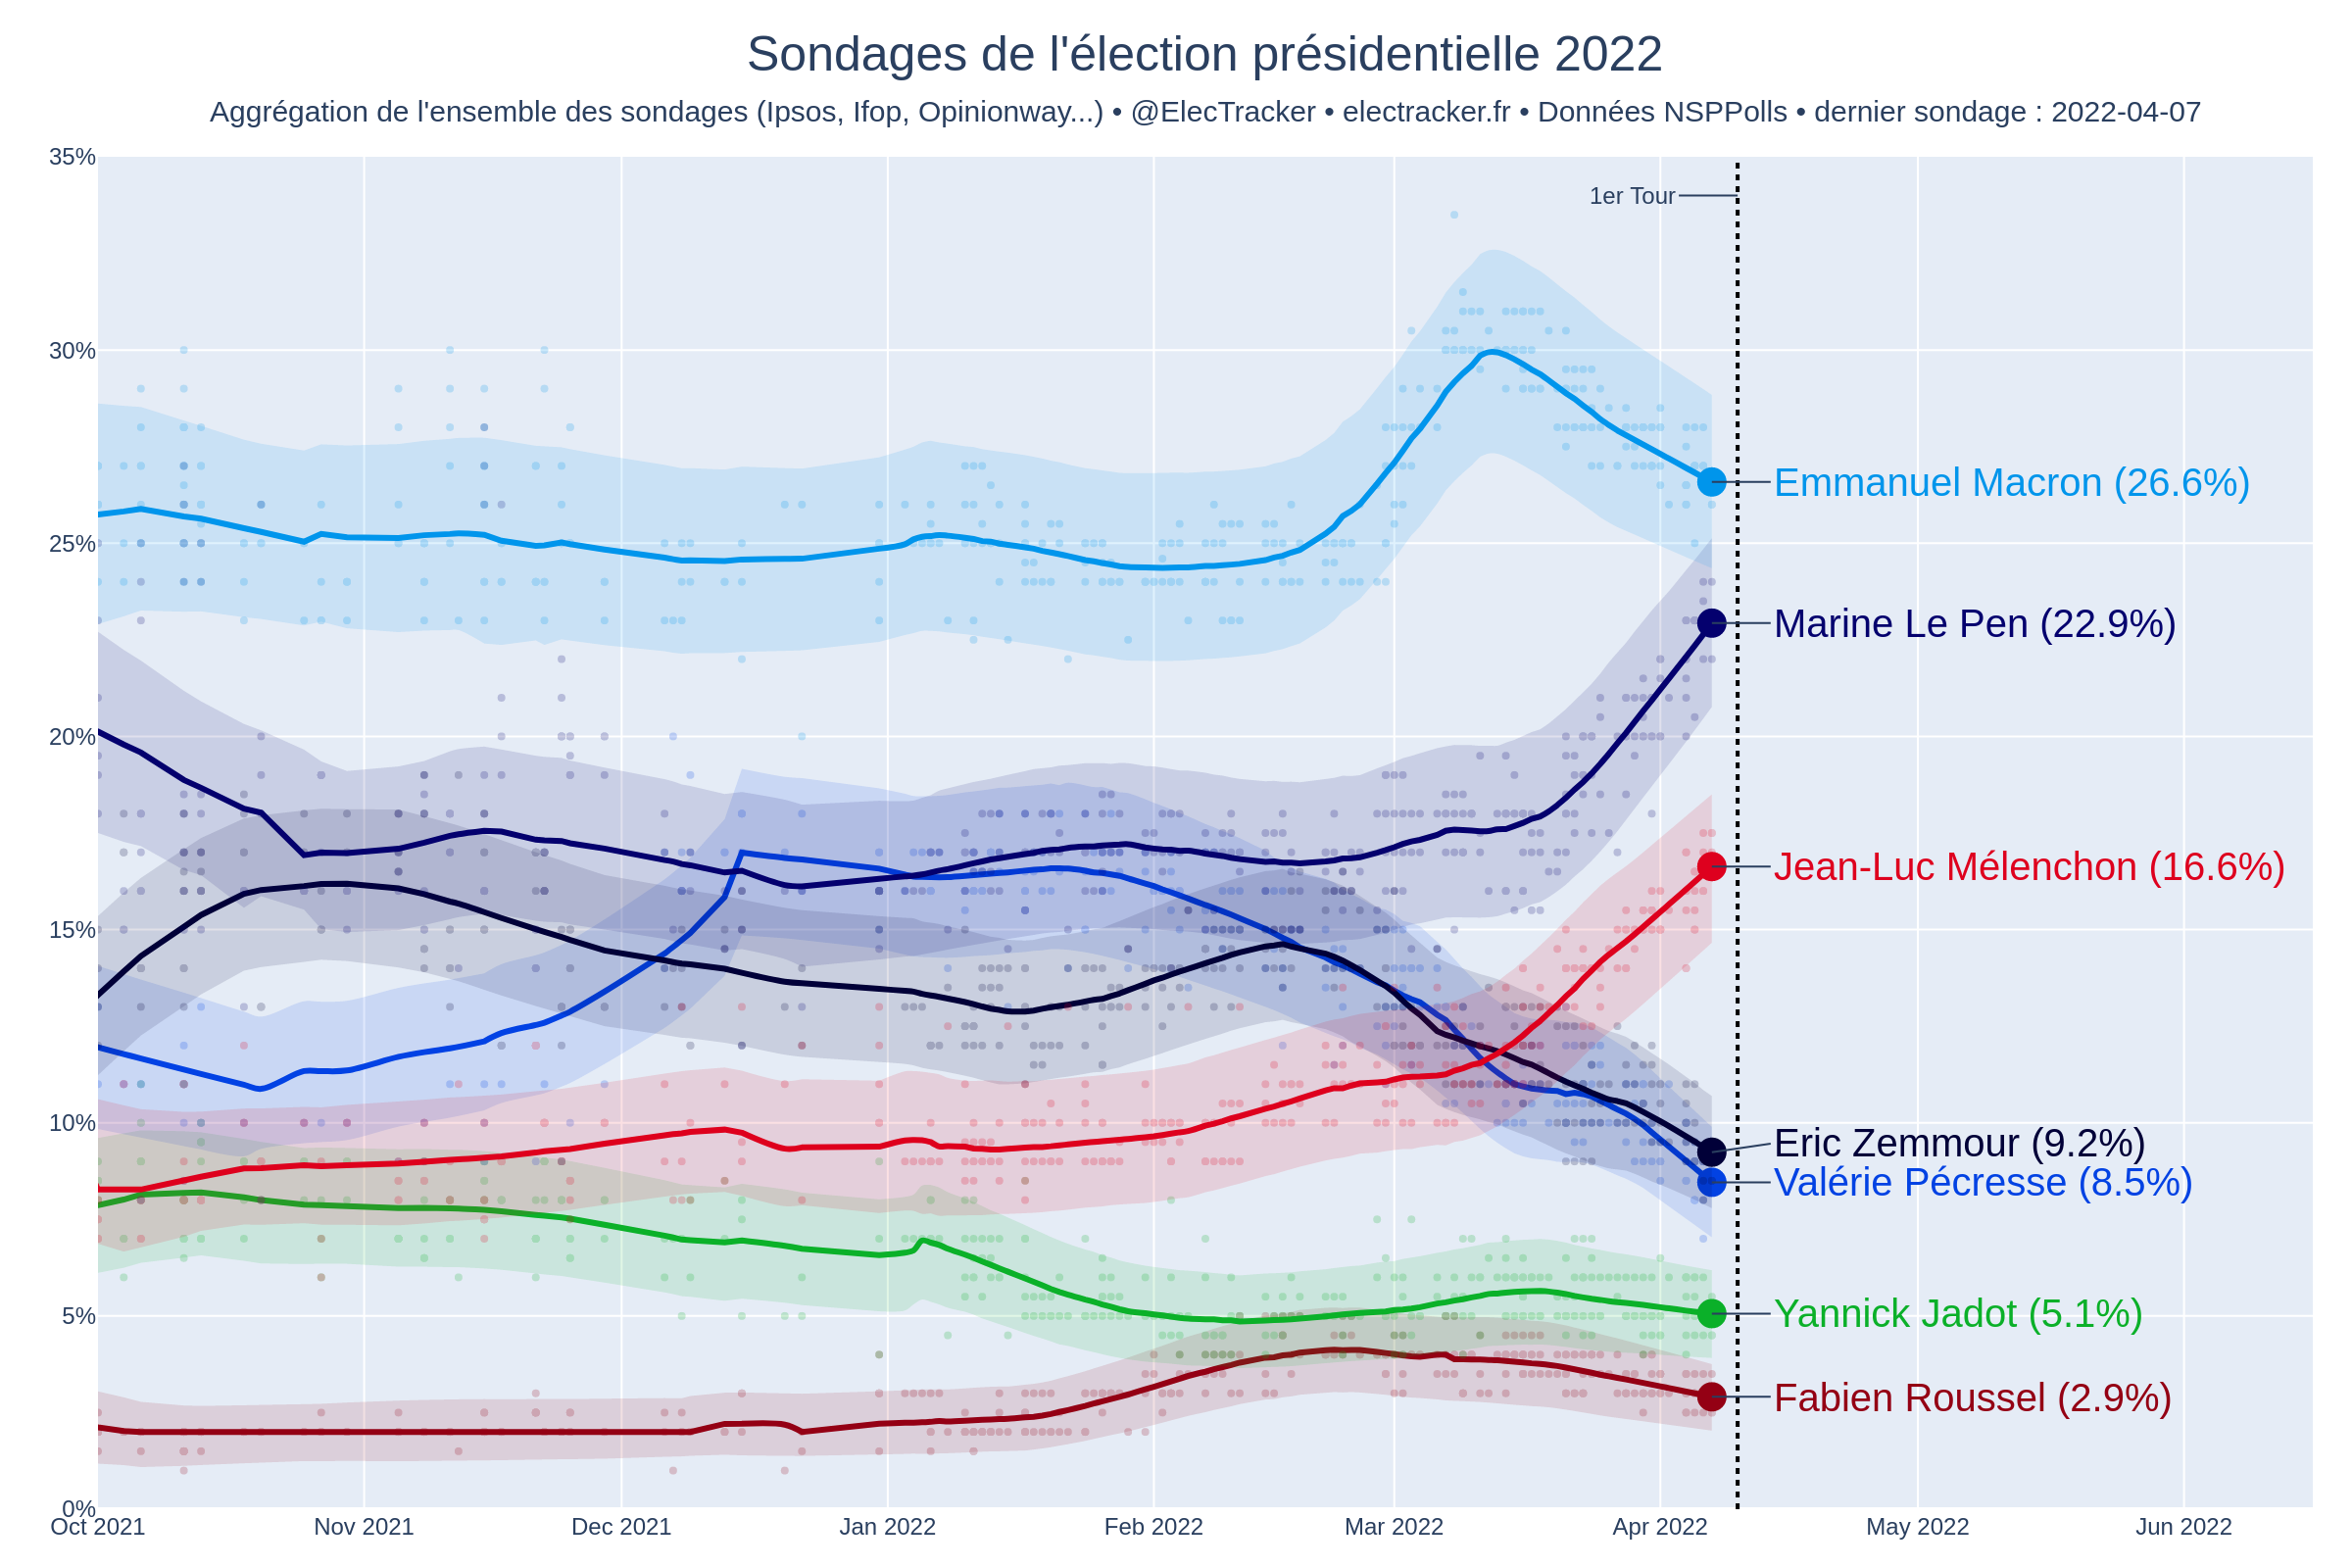 Sondages de l'élection présidentielle 2022
Aggrégation de l'ensemble des sondages (Ipsos, Ifop, Opinionway...) • @ElecTracker • electracker.fr • Données NSPPolls • dernier sondage : 2022-04-07
35%
1er Tour
30%
Emmanuel Macron (26.6%)
25%
Marine Le Pen (22.9%)
20%
Jean-Luc Mélenchon (16.6%)
15%
10%
Eric Zemmour (9.2%)
Valérie Pécresse (8.5%)
5%
Yannick Jadot (5.1%)
Fabien Roussel (2.9%)
0%
Oct 2021 Nov 2021 Dec 2021 Jan 2022 Feb 2022 Mar 2022 Apr 2022 May 2022 Jun 2022